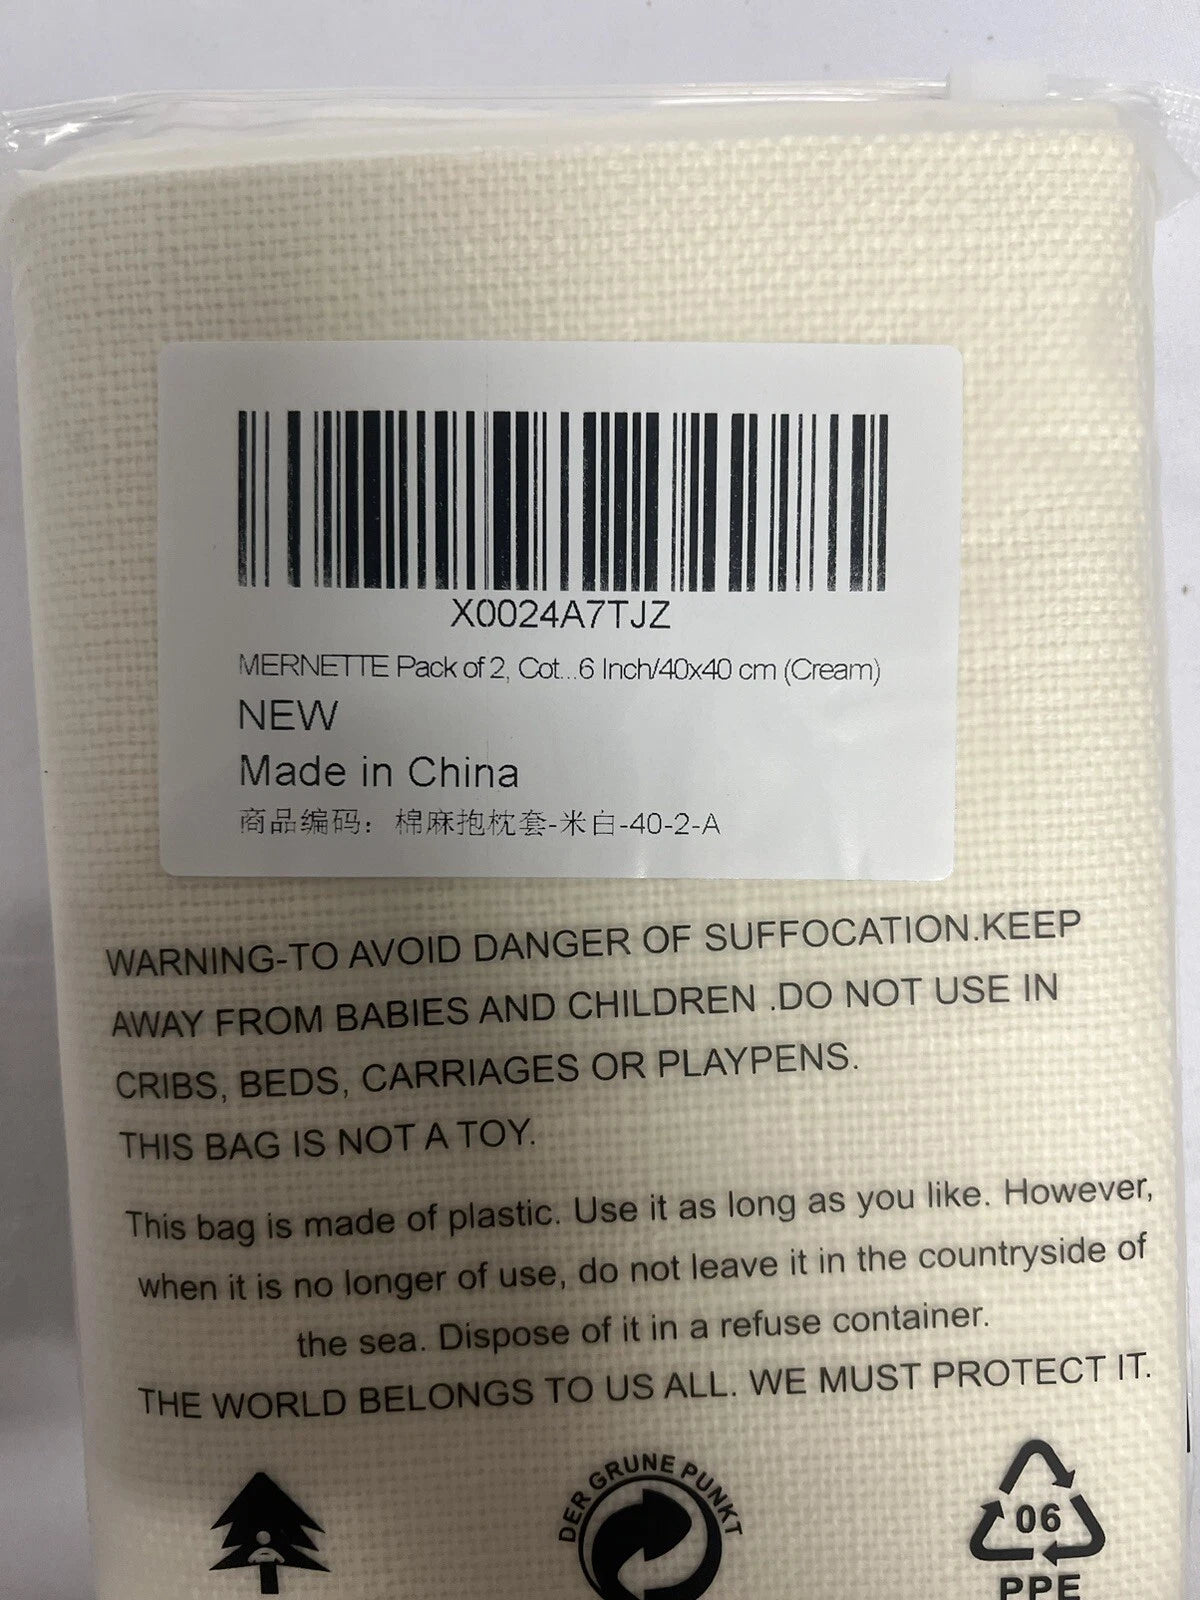 X0024A7TJZ
MERNETTE Pack of 2, Cot...6 Inch/40x40 cm (Cream)
NEW
Made in China
商品编码：棉麻抱枕套-米白-40-2-A
WARNING-TO AVOID DANGER OF SUFFOCATION.KEEP
AWAY FROM BABIES AND CHILDREN .DO NOT USE IN
CRIBS, BEDS, CARRIAGES OR PLAYPENS.
THIS BAG IS NOT A TOY.
This bag is made of plastic. Use it as long as you like. However,
when it is no longer of use, do not leave it in the countryside of
the sea. Dispose of it in a refuse container.
THE WORLD BELONGS TO US ALL. WE MUST PROTECT IT.
DER GRUNE PUNKT
06
PPE